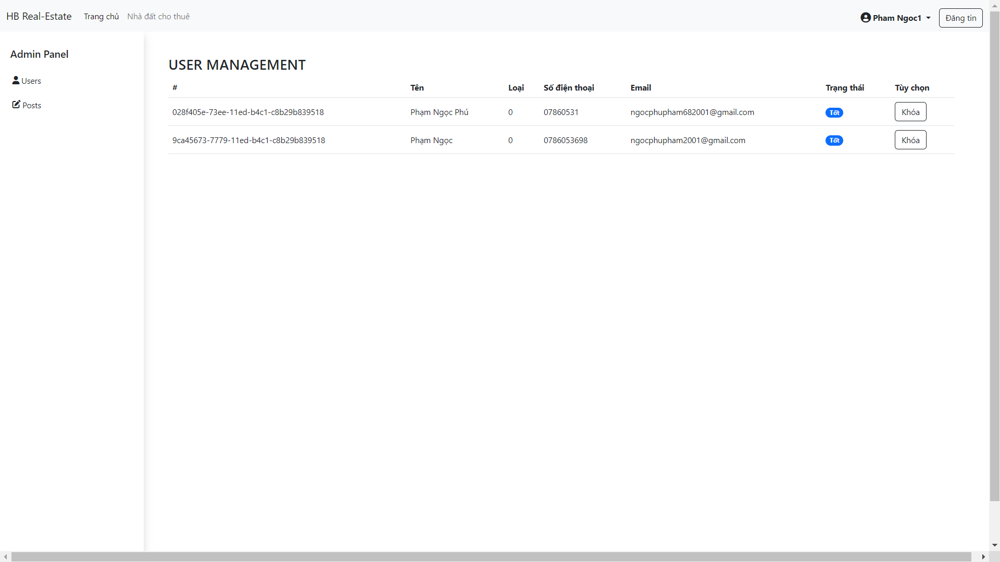 HB Real-Estate Trang chủ Nhà đất cho thuê Pham Ngoc1 Đăng tin
Admin Panel
Users
Posts
USER MANAGEMENT
# Tên Loại Số điện thoại Email Trạng thái Tùy chọn
028f405e-73ee-11ed-b4c1-c8b29b839518 Phạm Ngọc Phú 0 07860531 ngocphupham682001@gmail.com Tốt Khóa
9ca45673-7779-11ed-b4c1-c8b29b839518 Phạm Ngọc 0 0786053698 ngocphupham2001@gmail.com Tốt Khóa